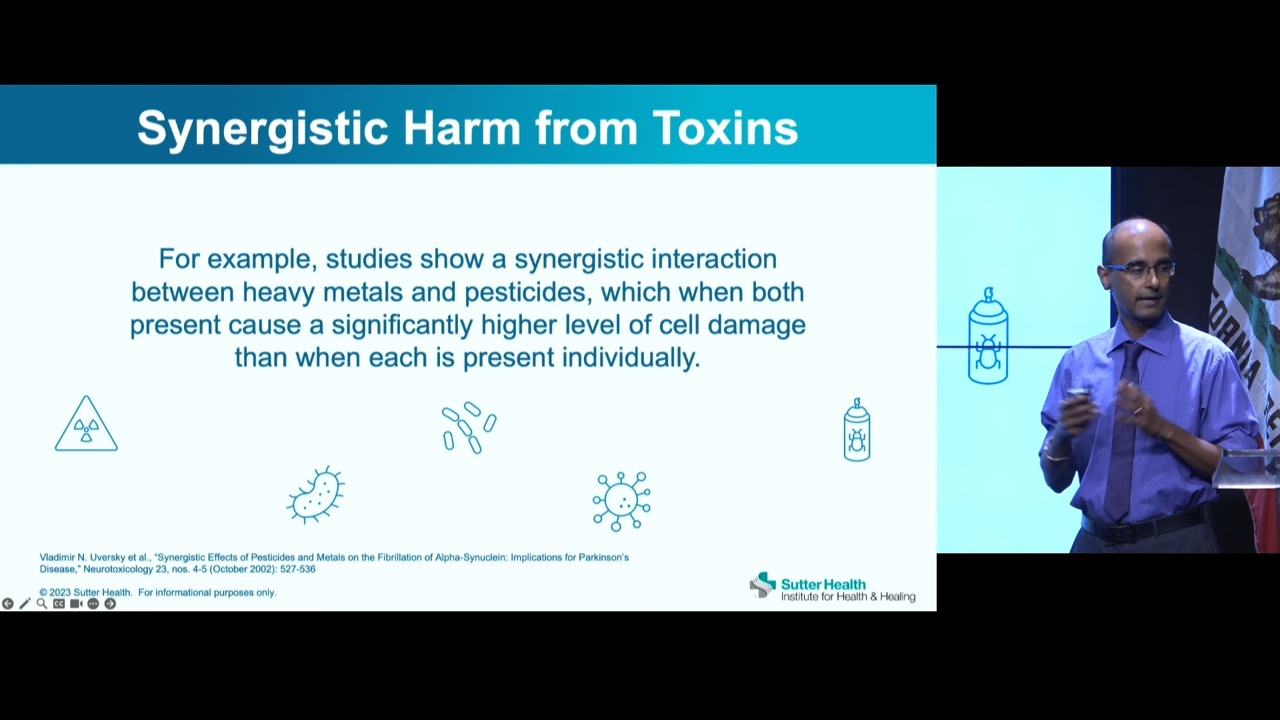 Synergistic Harm from Toxins
For example, studies show a synergistic interaction
between heavy metals and pesticides, which when both
present cause a significantly higher level of cell damage
than when each is present individually.
Vladimir N. Uversky et al., "Synergistic Effects of Pesticides and Metals on the Fibrillation of Alpha-Synuclein: Implications for Parkinson's
Disease," Neurotoxicology 23, nos. 4-5 (October 2002): 527-536
© 2023 Sutter Health. For informational purposes only.
Sutter Health
Institute for Health & Healing